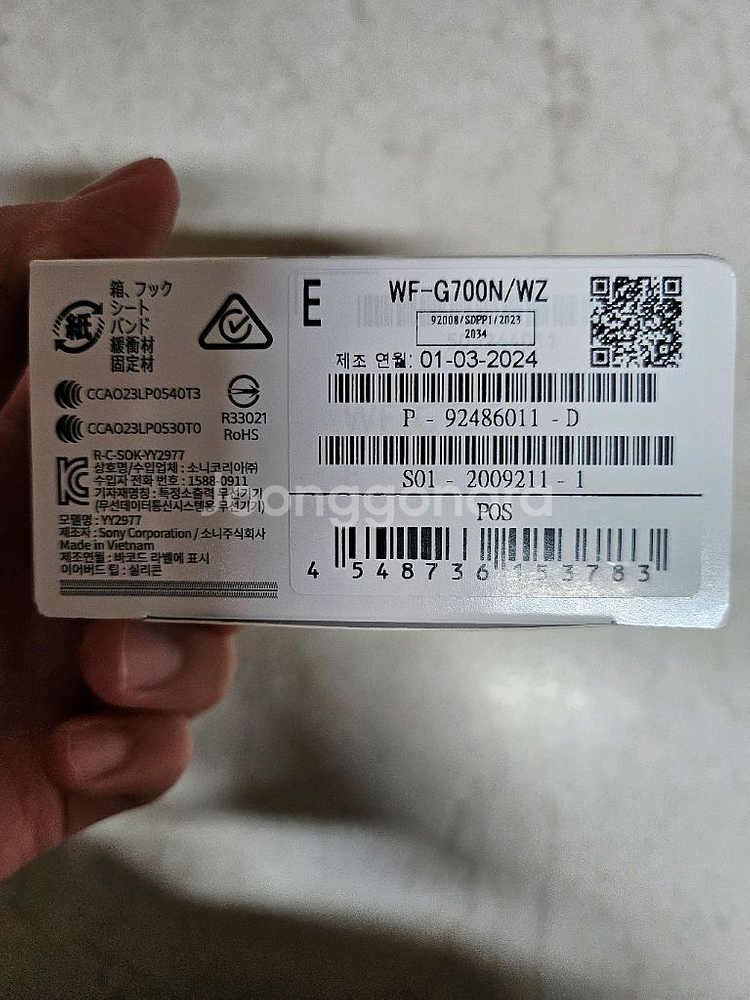 紙
箱、フック
シート
バンド
緩衝材
固定材
CCAO23LP0540T3
CCAO23LP0530T0
R33021
RoHS
R-C-SOK-YY2977
상호명/수입업체 : 소니코리아㈜
수입자 전화 번호 : 1588-0911
기자재명칭 : 특정소출력 무선기기
(무선데이터통신시스템용 무선기기)
모델명 : YY2977
제조자 : Sony Corporation / 소니주식회사
Made in Vietnam
제조연월 : 바코드 라벨에 표시
이어버드 팁 : 실리콘
E
WF-G700N/WZ
92008/SDPP1/2023
2034
제조 연월: 01-03-2024
P - 92486011 - D
S01 - 2009211 - 1
POS
4 548736 153783
joonggonara